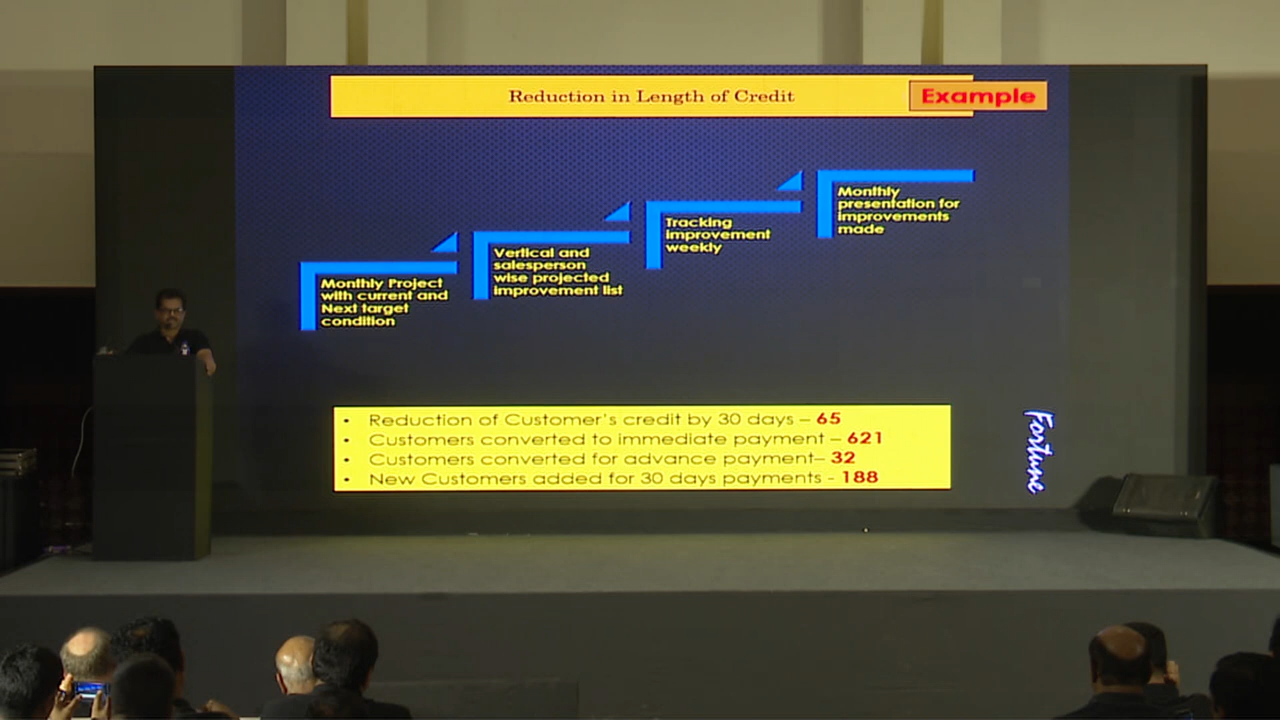 Reduction in Length of Credit
Example
Monthly Project
with current and
Next target
condition
Vertical and
salesperson
wise projected
improvement list
Tracking
improvement
weekly
Monthly
presentation for
improvements
made
• Reduction of Customer's credit by 30 days – 65
• Customers converted to immediate payment – 621
• Customers converted for advance payment– 32
• New Customers added for 30 days payments - 188
Fortune